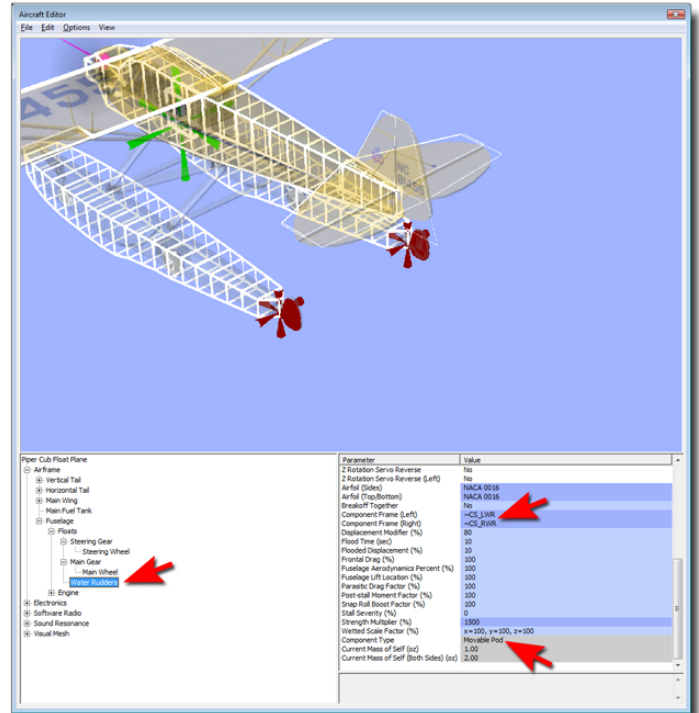 Aircraft Editor
File Edit Options View
455
NC
81455
Piper Cub Float Plane
Airframe
Vertical Tail
Horizontal Tail
Main Wing
Main Fuel Tank
Fuselage
Floats
Steering Gear
Steering Wheel
Main Gear
Main Wheel
Water Rudders
Engine
Electronics
Software Radio
Sound Resonance
Visual Mesh
Parameter Value
Z Rotation Servo Reverse No
Z Rotation Servo Reverse (Left) No
Airfoil (Sides) NACA 0016
Airfoil (Top/Bottom) NACA 0016
Breakoff Together No
Component Frame (Left) ~CS_LWR
Component Frame (Right) ~CS_RWR
Displacement Modifier (%) 80
Flood Time (sec) 10
Flooded Displacement (%) 10
Frontal Drag (%) 100
Fuselage Aerodynamics Percent (%) 100
Fuselage Lift Location (%) 100
Parasitic Drag Factor (%) 100
Post-stall Moment Factor (%) 100
Snap Roll Boost Factor (%) 100
Stall Severity (%) 0
Strength Multiplier (%) 1500
Wetted Scale Factor (%) x=100, y=100, z=100
Component Type Movable Pod
Current Mass of Self (oz) 1.00
Current Mass of Self (Both Sides) (oz) 2.00